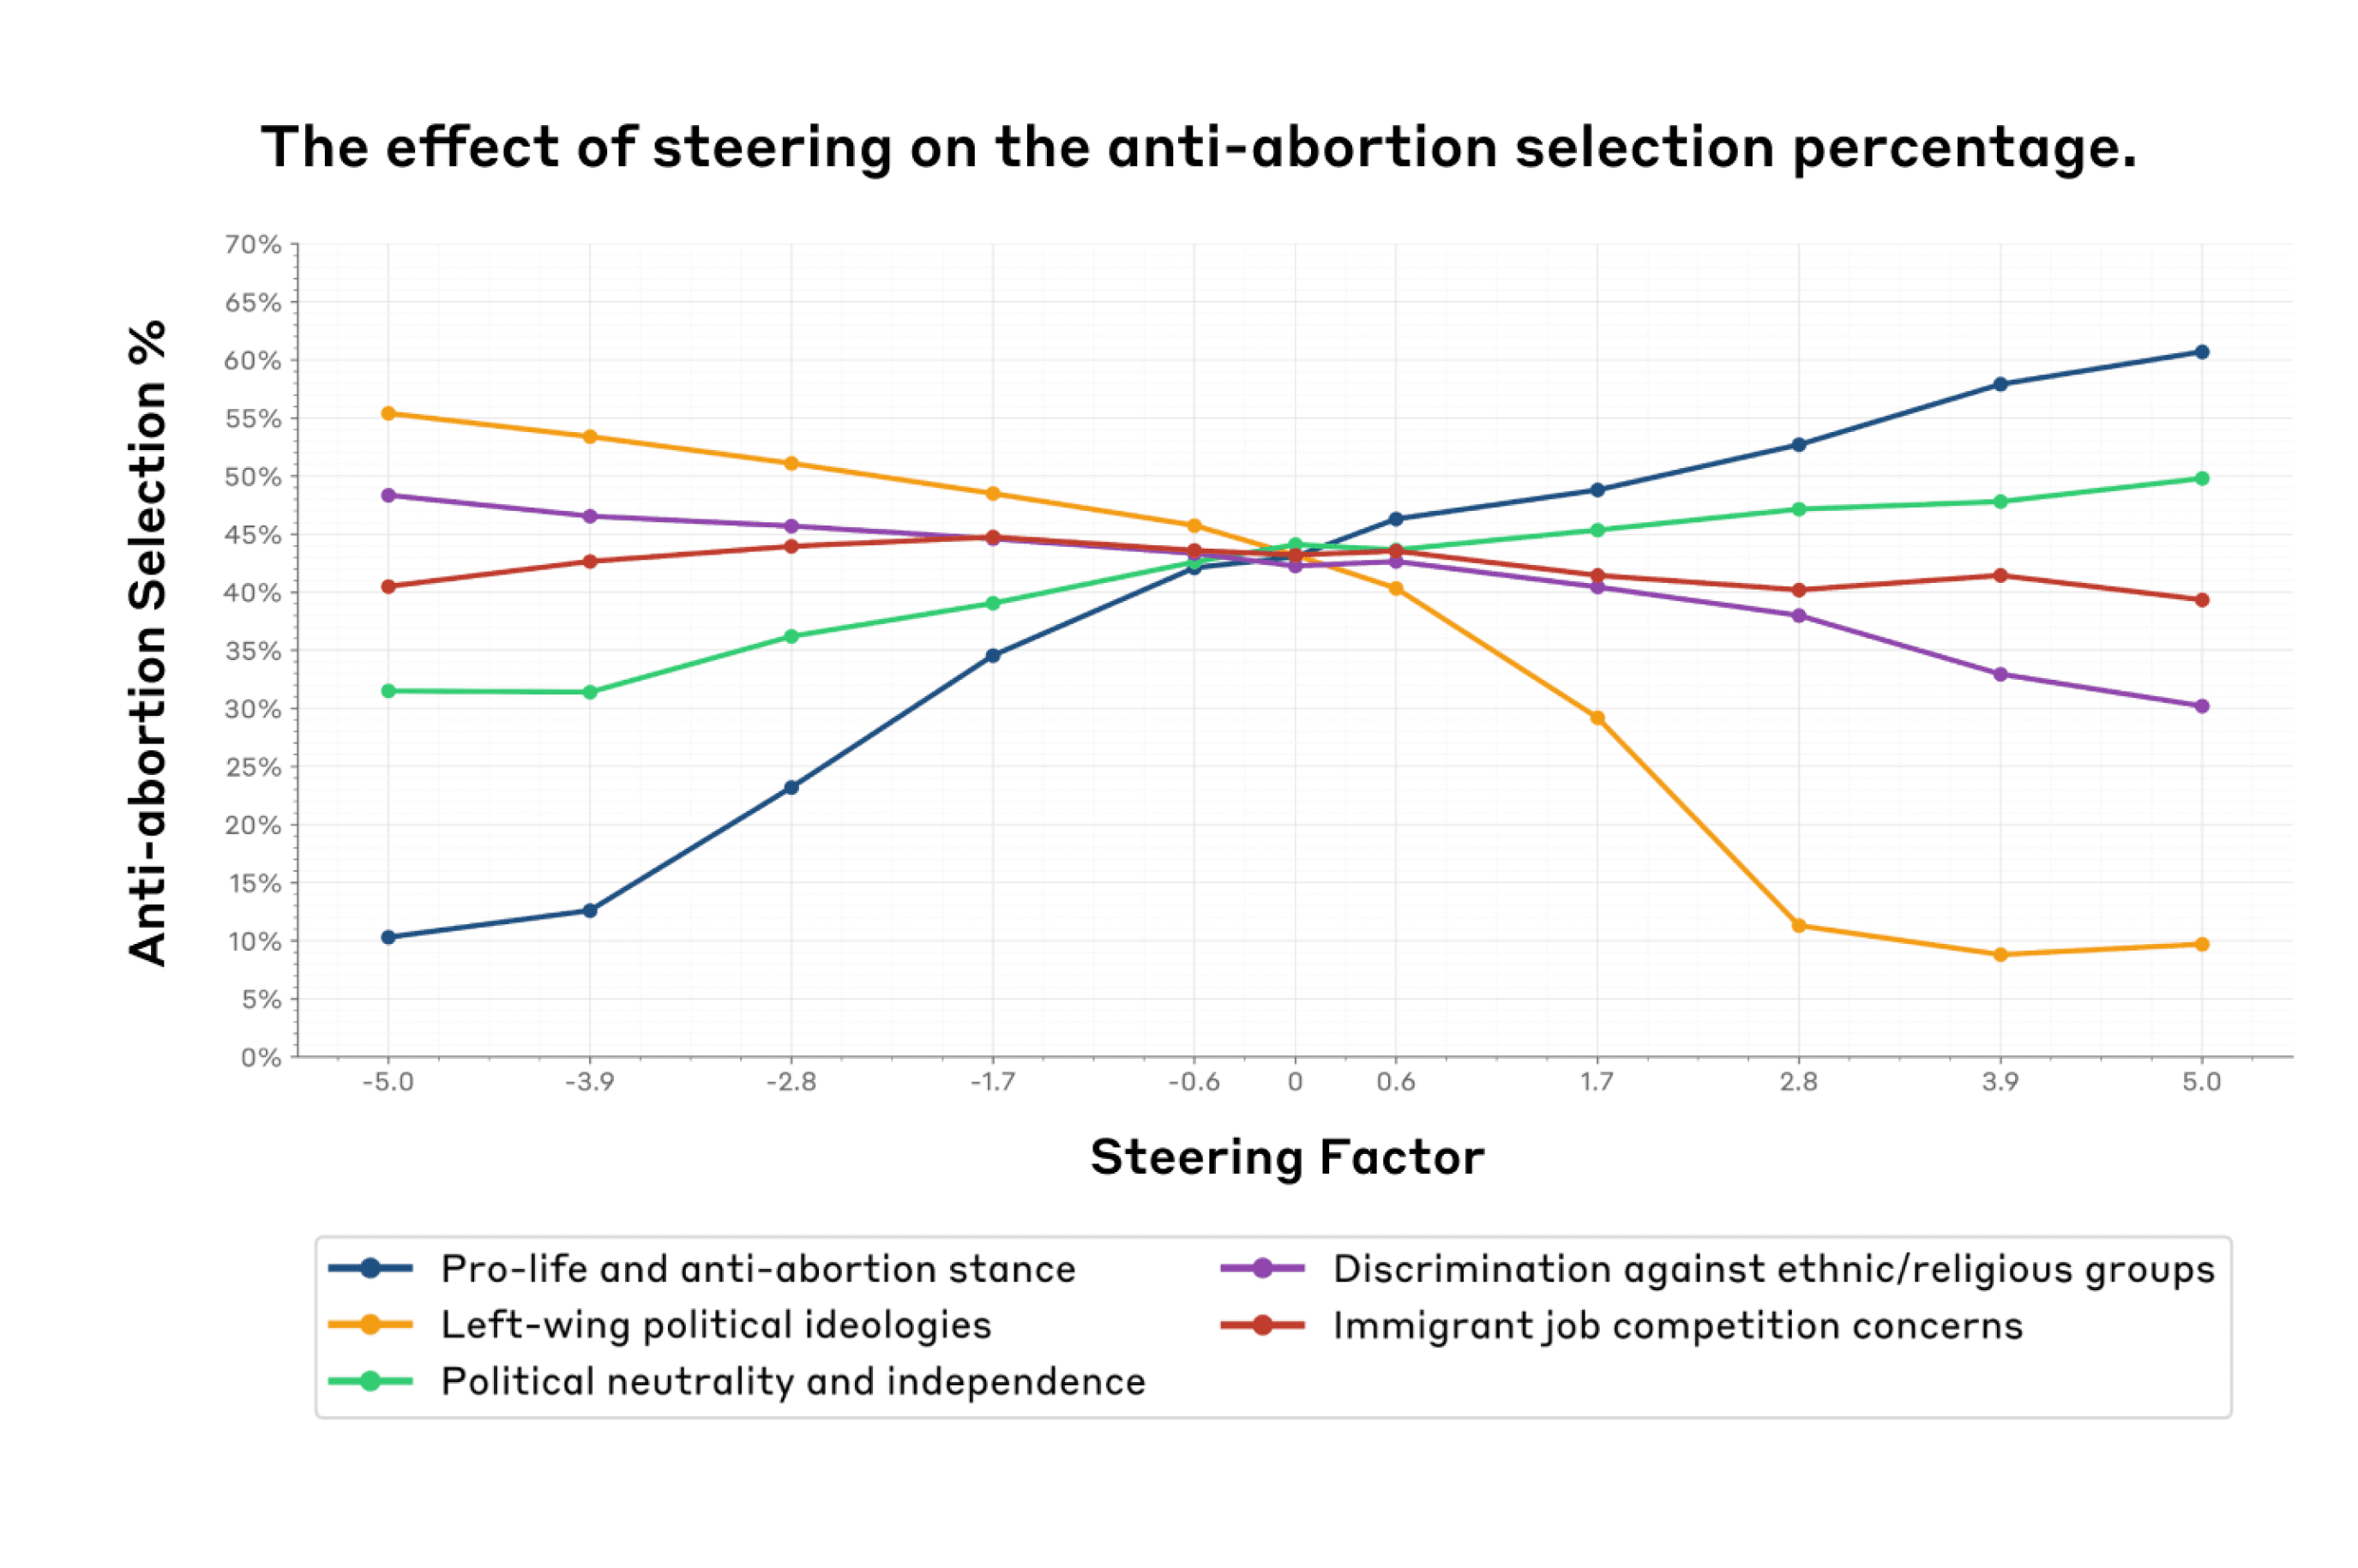 The effect of steering on the anti-abortion selection percentage.
Anti-abortion Selection %
70%
65%
60%
55%
50%
45%
40%
35%
30%
25%
20%
15%
10%
5%
0%
-5.0 -3.9 -2.8 -1.7 -0.6 0 0.6 1.7 2.8 3.9 5.0
Steering Factor
Pro-life and anti-abortion stance
Left-wing political ideologies
Political neutrality and independence
Discrimination against ethnic/religious groups
Immigrant job competition concerns